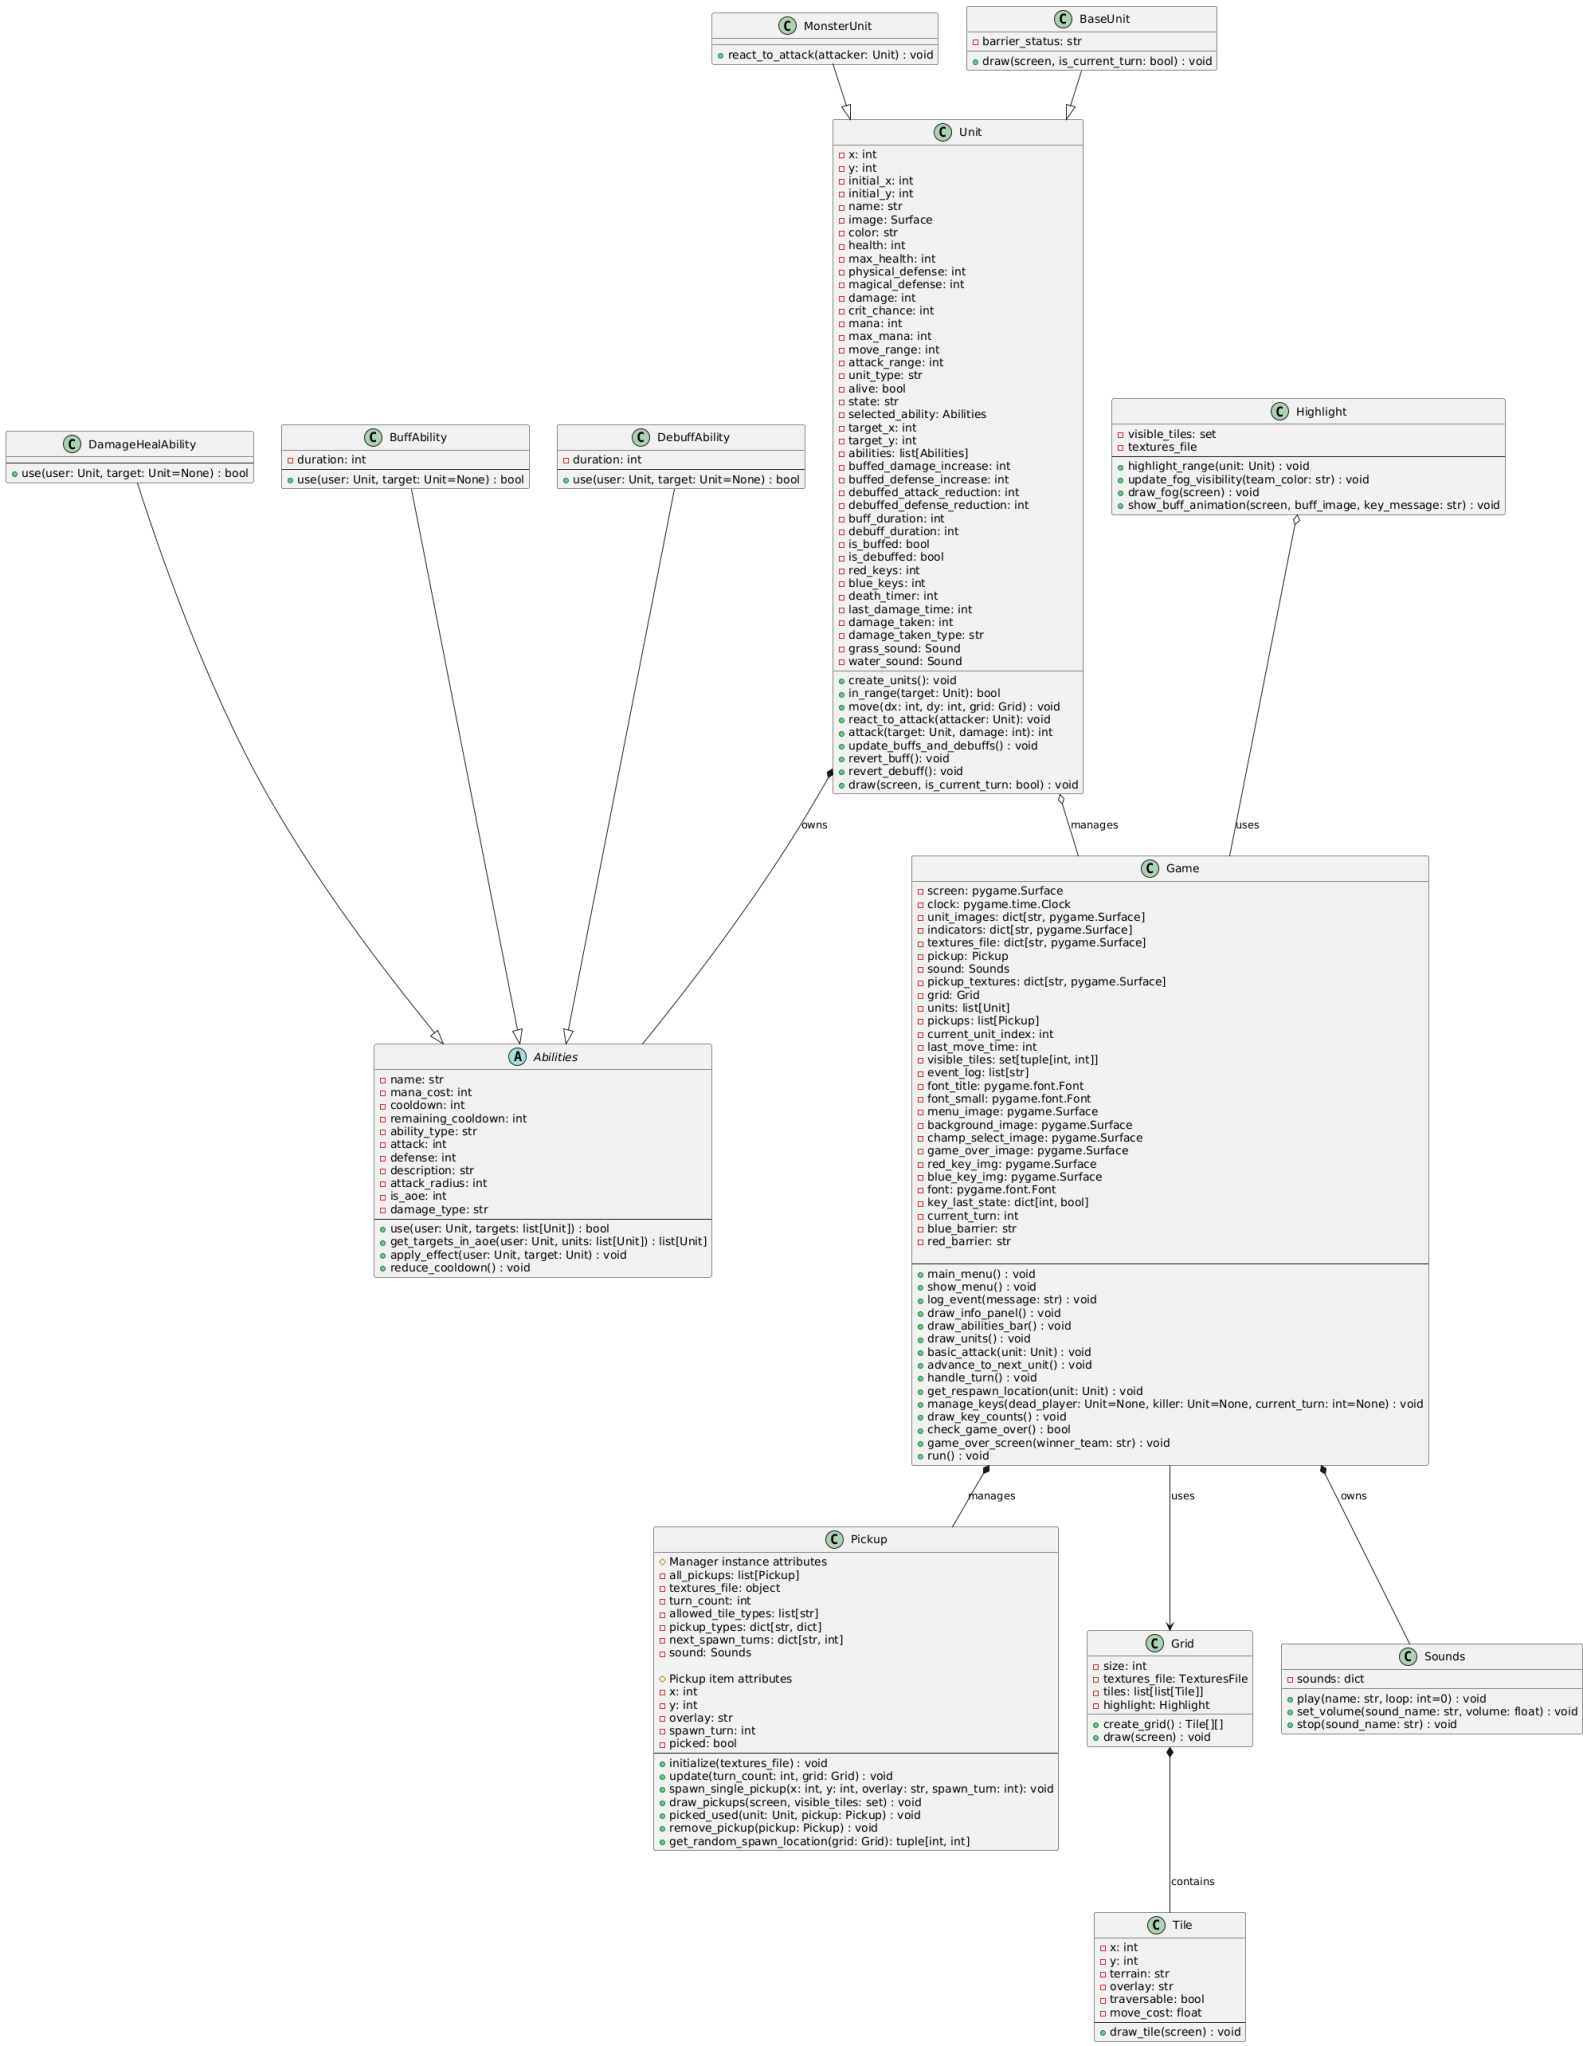 C MonsterUnit
react_to_attack(attacker: Unit) : void
C BaseUnit
barrier_status: str
draw(screen, is_current_turn: bool) : void
C Unit
x: int
y: int
initial_x: int
initial_y: int
name: str
image: Surface
color: str
health: int
max_health: int
physical_defense: int
magical_defense: int
damage: int
crit_chance: int
mana: int
max_mana: int
move_range: int
attack_range: int
unit_type: str
alive: bool
state: str
selected_ability: Abilities
target_x: int
target_y: int
abilities: list[Abilities]
buffed_damage_increase: int
buffed_defense_increase: int
debuffed_attack_reduction: int
debuffed_defense_reduction: int
buff_duration: int
debuff_duration: int
is_buffed: bool
is_debuffed: bool
red_keys: int
blue_keys: int
death_timer: int
last_damage_time: int
damage_taken: int
damage_taken_type: str
grass_sound: Sound
water_sound: Sound
create_units(): void
in_range(target: Unit): bool
move(dx: int, dy: int, grid: Grid) : void
react_to_attack(attacker: Unit): void
attack(target: Unit, damage: int): int
update_buffs_and_debuffs() : void
revert_buff(): void
revert_debuff(): void
draw(screen, is_current_turn: bool) : void
C DamageHealAbility
use(user: Unit, target: Unit=None) : bool
C BuffAbility
duration: int
use(user: Unit, target: Unit=None) : bool
C DebuffAbility
duration: int
use(user: Unit, target: Unit=None) : bool
C Highlight
visible_tiles: set
textures_file
highlight_range(unit: Unit) : void
update_fog_visibility(team_color: str) : void
draw_fog(screen) : void
show_buff_animation(screen, buff_image, key_message: str) : void
owns
manages
uses
A Abilities
name: str
mana_cost: int
cooldown: int
remaining_cooldown: int
ability_type: str
attack: int
defense: int
description: str
attack_radius: int
is_aoe: int
damage_type: str
use(user: Unit, targets: list[Unit]) : bool
get_targets_in_aoe(user: Unit, units: list[Unit]) : list[Unit]
apply_effect(user: Unit, target: Unit) : void
reduce_cooldown() : void
C Game
screen: pygame.Surface
clock: pygame.time.Clock
unit_images: dict[str, pygame.Surface]
indicators: dict[str, pygame.Surface]
textures_file: dict[str, pygame.Surface]
pickup: Pickup
sound: Sounds
pickup_textures: dict[str, pygame.Surface]
grid: Grid
units: list[Unit]
pickups: list[Pickup]
current_unit_index: int
last_move_time: int
visible_tiles: set[tuple[int, int]]
event_log: list[str]
font_title: pygame.font.Font
font_small: pygame.font.Font
menu_image: pygame.Surface
background_image: pygame.Surface
champ_select_image: pygame.Surface
game_over_image: pygame.Surface
red_key_img: pygame.Surface
blue_key_img: pygame.Surface
font: pygame.font.Font
key_last_state: dict[int, bool]
current_turn: int
blue_barrier: str
red_barrier: str
main_menu() : void
show_menu() : void
log_event(message: str) : void
draw_info_panel() : void
draw_abilities_bar() : void
draw_units() : void
basic_attack(unit: Unit) : void
advance_to_next_unit() : void
handle_turn() : void
get_respawn_location(unit: Unit) : void
manage_keys(dead_player: Unit=None, killer: Unit=None, current_turn: int=None) : void
draw_key_counts() : void
check_game_over() : bool
game_over_screen(winner_team: str) : void
run() : void
manages
uses
owns
C Pickup
Manager instance attributes
all_pickups: list[Pickup]
textures_file: object
turn_count: int
allowed_tile_types: list[str]
pickup_types: dict[str, dict]
next_spawn_turns: dict[str, int]
sound: Sounds
Pickup item attributes
x: int
y: int
overlay: str
spawn_turn: int
picked: bool
initialize(textures_file) : void
update(turn_count: int, grid: Grid) : void
spawn_single_pickup(x: int, y: int, overlay: str, spawn_turn: int): void
draw_pickups(screen, visible_tiles: set) : void
picked_used(unit: Unit, pickup: Pickup) : void
remove_pickup(pickup: Pickup) : void
get_random_spawn_location(grid: Grid): tuple[int, int]
C Grid
size: int
textures_file: TexturesFile
tiles: list[list[Tile]]
highlight: Highlight
create_grid() : Tile[][]
draw(screen) : void
C Sounds
sounds: dict
play(name: str, loop: int=0) : void
set_volume(sound_name: str, volume: float) : void
stop(sound_name: str) : void
contains
C Tile
x: int
y: int
terrain: str
overlay: str
traversable: bool
move_cost: float
draw_tile(screen) : void